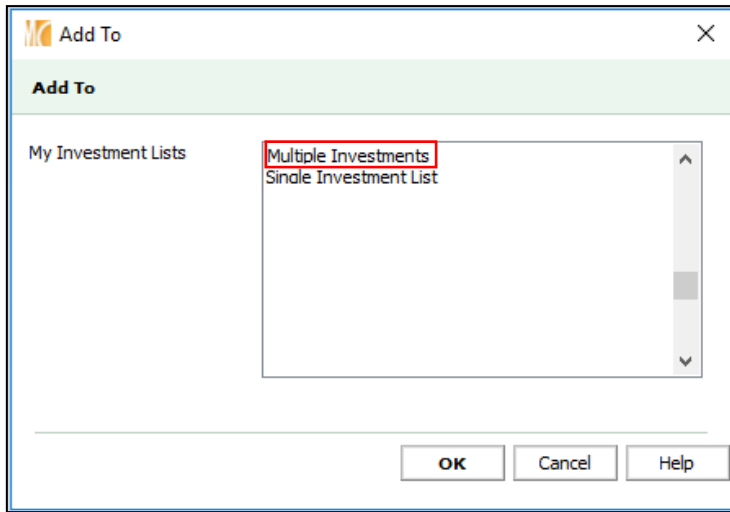 Add To
Add To
My Investment Lists
Multiple Investments
Single Investment List
OK
Cancel
Help